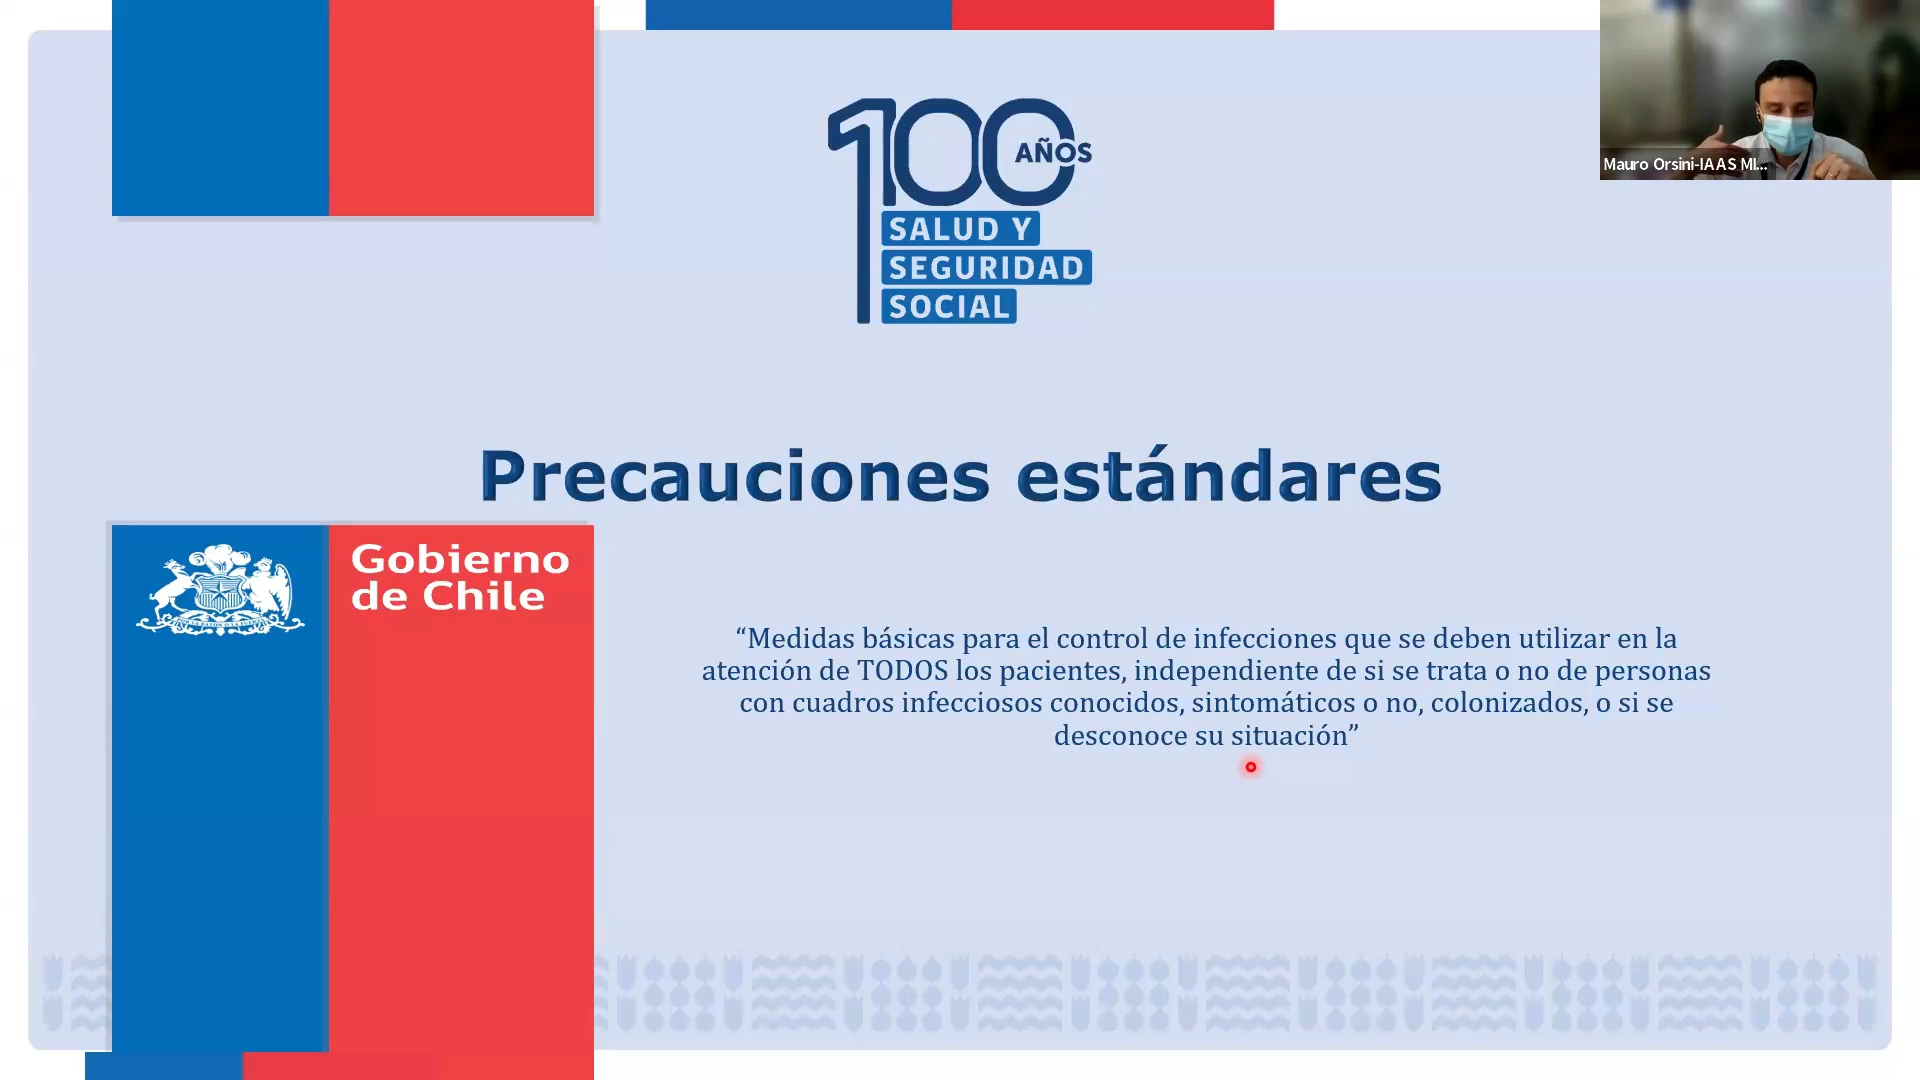 100
AÑOS
SALUD Y
SEGURIDAD
SOCIAL
Mauro Orsini-IAAS MI...
Precauciones estándares
Gobierno
de Chile
“Medidas básicas para el control de infecciones que se deben utilizar en la
atención de TODOS los pacientes, independiente de si se trata o no de personas
con cuadros infecciosos conocidos, sintomáticos o no, colonizados, o si se
desconoce su situación”